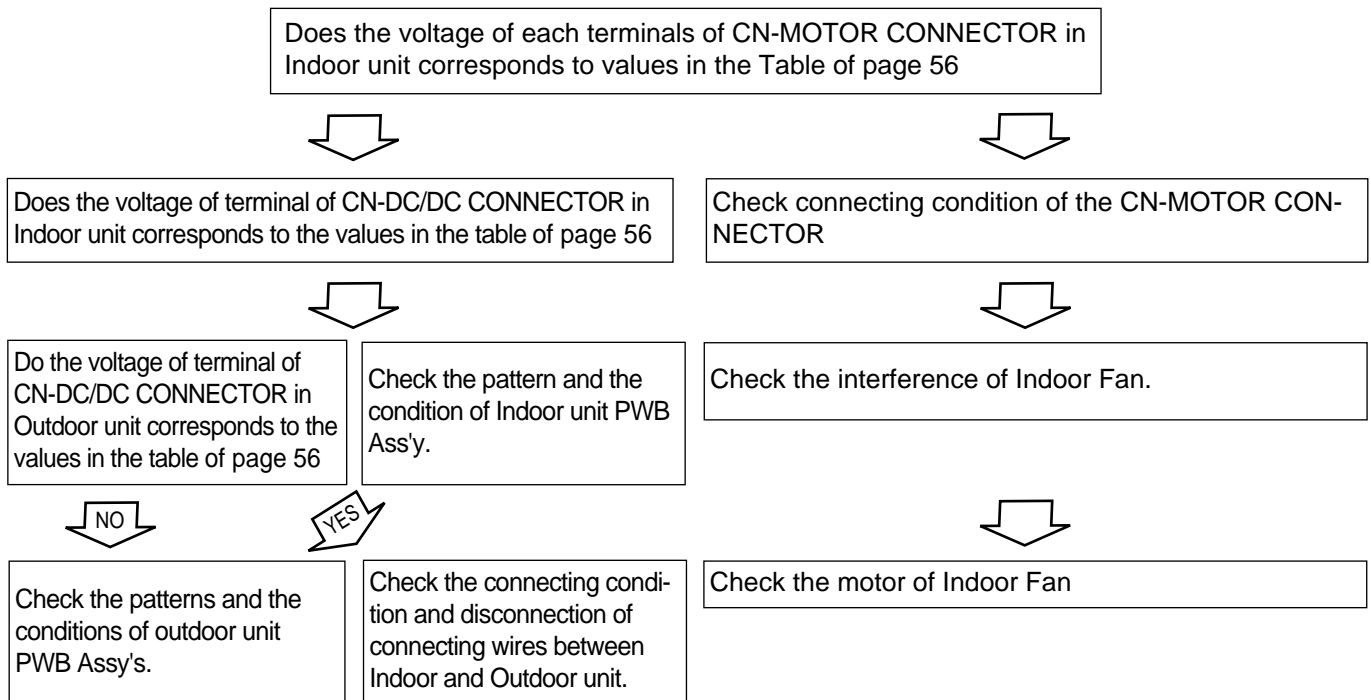 Does the voltage of each terminals of CN-MOTOR CONNECTOR in
Indoor unit corresponds to values in the Table of page 56
Does the voltage of terminal of CN-DC/DC CONNECTOR in
Indoor unit corresponds to the values in the table of page 56
Check connecting condition of the CN-MOTOR CON-
NECTOR
Do the voltage of terminal of
CN-DC/DC CONNECTOR in
Outdoor unit corresponds to the
values in the table of page 56
Check the pattern and the
condition of Indoor unit PWB
Ass'y.
Check the interference of Indoor Fan.
NO
YES
Check the patterns and the
conditions of outdoor unit
PWB Assy's.
Check the connecting condi-
tion and disconnection of
connecting wires between
Indoor and Outdoor unit.
Check the motor of Indoor Fan